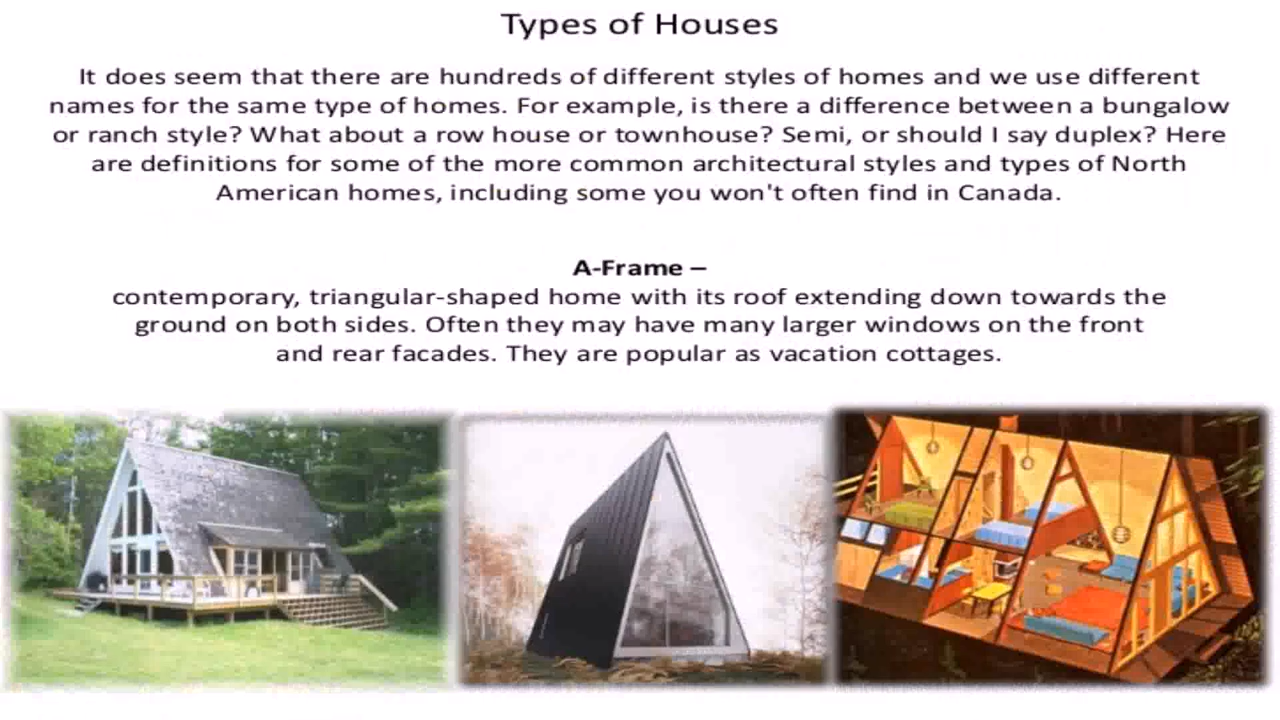 Types of Houses
It does seem that there are hundreds of different styles of homes and we use different
names for the same type of homes. For example, is there a difference between a bungalow
or ranch style? What about a row house or townhouse? Semi, or should I say duplex? Here
are definitions for some of the more common architectural styles and types of North
American homes, including some you won't often find in Canada.
A-Frame –
contemporary, triangular-shaped home with its roof extending down towards the
ground on both sides. Often they may have many larger windows on the front
and rear facades. They are popular as vacation cottages.